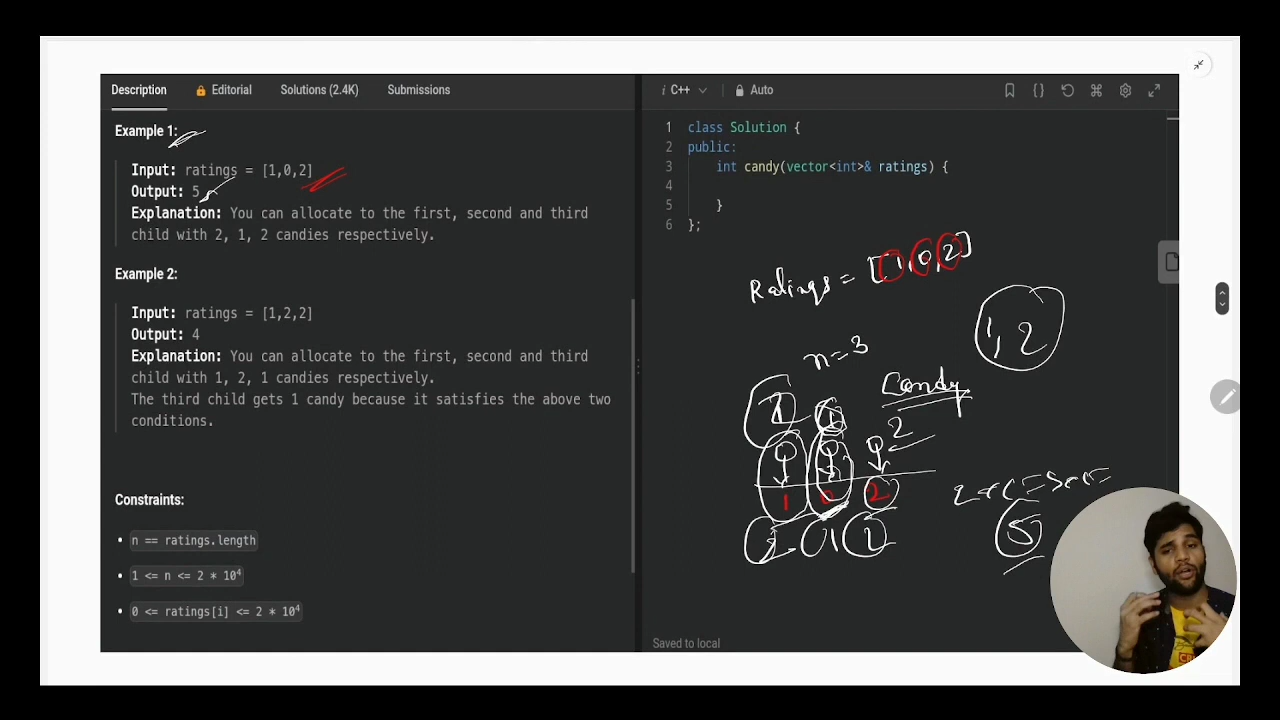 Description
Editorial
Solutions (2.4K)
Submissions
Example 1:
Input: ratings = [1,0,2]
Output: 5
Explanation: You can allocate to the first, second and third
child with 2, 1, 2 candies respectively.
Example 2:
Input: ratings = [1,2,2]
Output: 4
Explanation: You can allocate to the first, second and third
child with 1, 2, 1 candies respectively.
The third child gets 1 candy because it satisfies the above two
conditions.
Constraints:
• n == ratings.length
• 1 <= n <= 2 * 10⁴
• 0 <= ratings[i] <= 2 * 10⁴
i C++
Auto
1 class Solution {
2 public:
3 int candy(vector<int>& ratings) {
4
5 }
6 };
Ratings = [1,0,2]
n=3
1,2
Candy
2
1 0 2
5
Saved to local